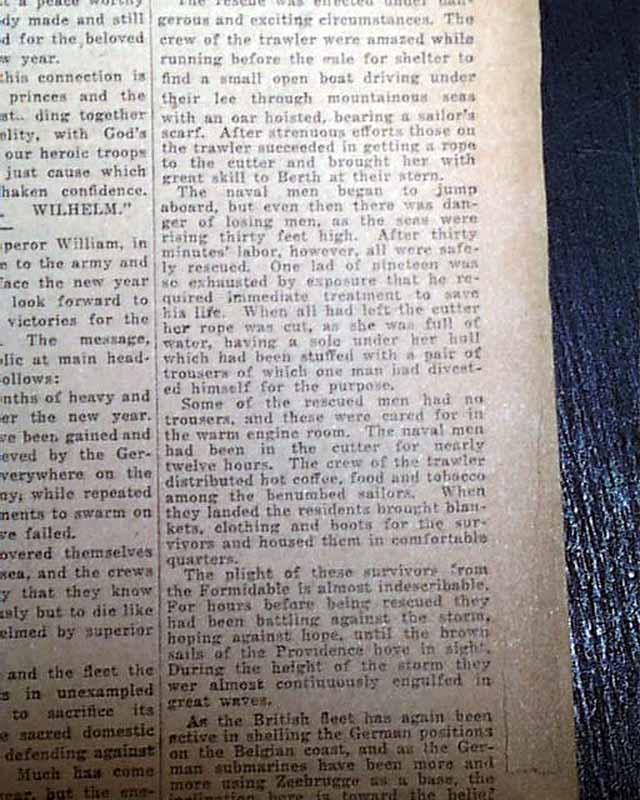 a peace worthy
dy made and still
d for the beloved
w year.
this connection is
princes and the
ding together
elity, with God's
our heroic troops
just cause which
haken confidence.
WILHELM."
peror William, in
e to the army and
face the new year
look forward to
victories for the
The message,
lic at main head-
ollows:
nths of heavy and
er the new year.
ve been gained and
eved by the Ger-
verywhere on the
ny; while repeated
ments to swarm on
ve failed.
overed themselves
sea, and the crews
y that they know
usly but to die like
elmed by superior
and the fleet the
s in unexampled
to sacrifice its
e sacred domestic
defending against
Much has come
ear, but the ene-
The rescue was effected under dan-
gerous and exciting circumstances. The
crew of the trawler were amazed while
running before the gale for shelter to
find a small open boat driving under
their lee through mountainous seas
with an oar hoisted, bearing a sailor's
scarf. After strenuous efforts those on
the trawler succeeded in getting a rope
to the cutter and brought her with
great skill to Berth at their stern.
The naval men began to jump
aboard, but even then there was dan-
ger of losing men, as the seas were
rising thirty feet high. After thirty
minutes' labor, however, all were safe-
ly rescued. One lad of nineteen was
so exhausted by exposure that he re-
quired immediate treatment to save
his life. When all had left the cutter
her rope was cut, as she was full of
water, having a sole under her hull
which had been stuffed with a pair of
trousers of which one man had divest-
ed himself for the purpose.
Some of the rescued men had no
trousers, and these were cared for in
the warm engine room. The naval men
had been in the cutter for nearly
twelve hours. The crew of the trawler
distributed hot coffee, food and tobacco
among the benumbed sailors. When
they landed the residents brought blan-
kets, clothing and boots for the sur-
vivors and housed them in comfortable
quarters.
The plight of these survivors from
the Formidable is almost indescribable.
For hours before being rescued they
had been battling against the storm,
hoping against hope, until the brown
sails of the Providence hove in sight.
During the height of the storm they
wer almost continuously engulfed in
great waves.
As the British fleet has again been
active in shelling the German positions
on the Belgian coast, and as the Ger-
man submarines have been more and
more using Zeebrugge as a base, the
inclination here is toward the belief